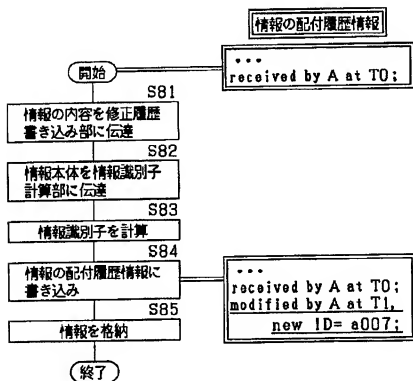 情報の配付履歴情報
開始
•••
received by A at T0;
S81
情報の内容を修正履歴
書き込み部に伝達
S82
情報本体を情報識別子
計算部に伝達
S83
情報識別子を計算
S84
情報の配付履歴情報に
書き込み
•••
received by A at T0;
modified by A at T1,
new ID= a007;
S85
情報を格納
終了